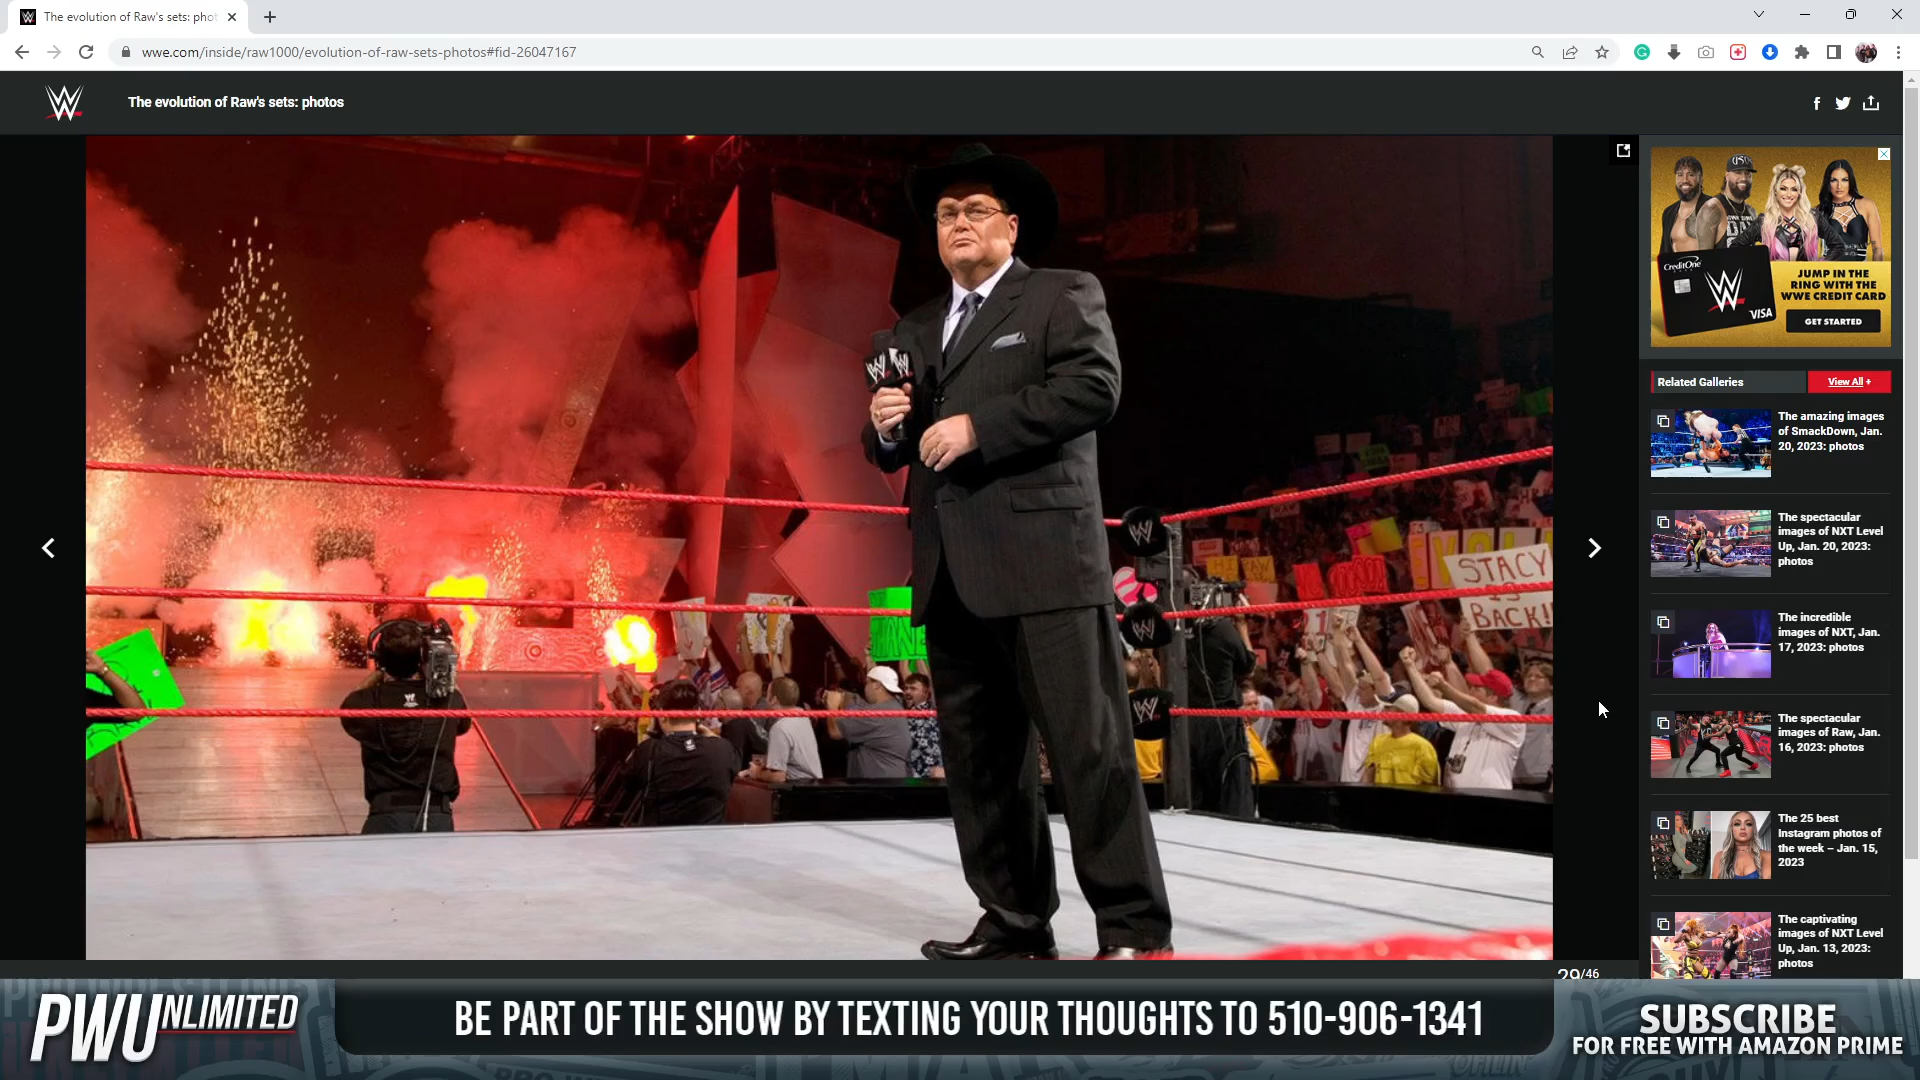 The evolution of Raw's sets: phot
wwe.com/inside/raw1000/evolution-of-raw-sets-photos#fid-26047167
The evolution of Raw's sets: photos
STACY
IS
BACK!
CreditOne
VISA
JUMP IN THE
RING WITH THE
WWE CREDIT CARD
GET STARTED
Related Galleries
View All +
The amazing images
of SmackDown, Jan.
20, 2023: photos
The spectacular
images of NXT Level
Up, Jan. 20, 2023:
photos
The incredible
images of NXT, Jan.
17, 2023: photos
The spectacular
images of Raw, Jan.
16, 2023: photos
The 25 best
Instagram photos of
the week – Jan. 15,
2023
The captivating
images of NXT Level
Up, Jan. 13, 2023:
photos
29/46
PWUNLIMITED
BE PART OF THE SHOW BY TEXTING YOUR THOUGHTS TO 510-906-1341
SUBSCRIBE
FOR FREE WITH AMAZON PRIME